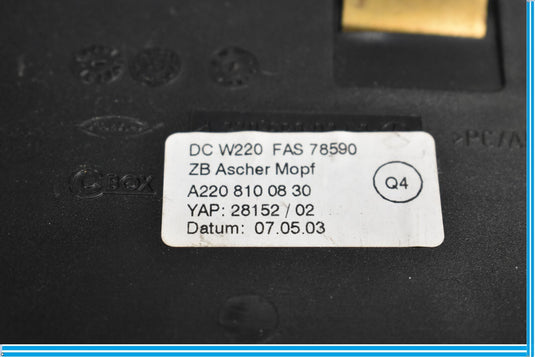 DC W220 FAS 78590
ZB Ascher Mopf
A220 810 08 30
Q4
YAP: 28152 / 02
Datum: 07.05.03
>PC/A